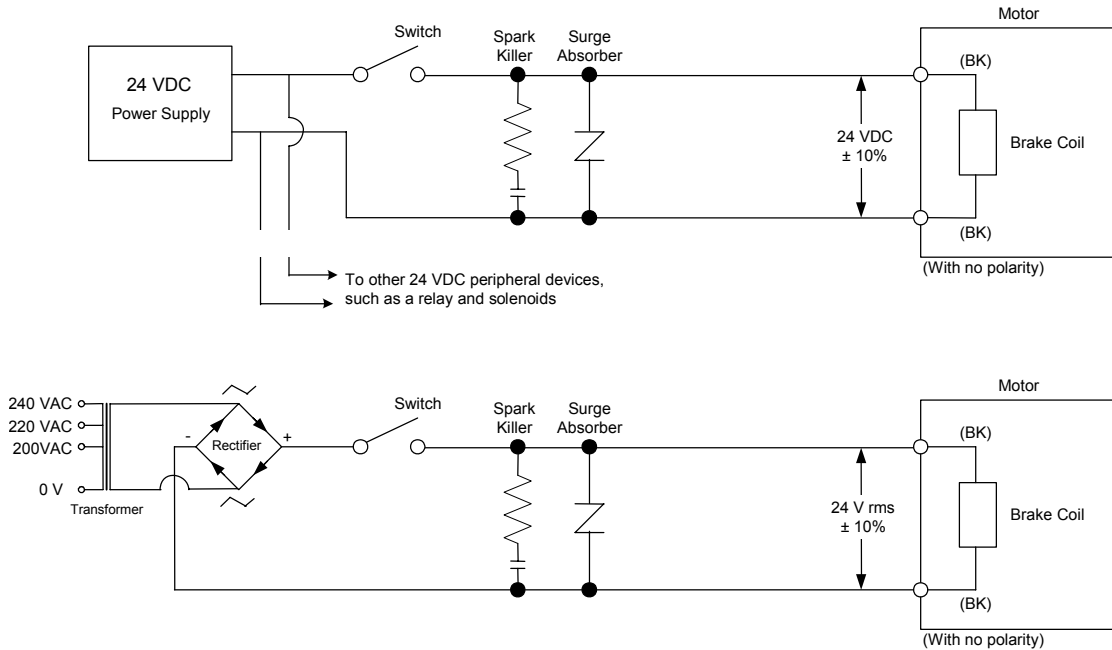 Motor
Switch
Spark
Killer
Surge
Absorber
(BK)
24 VDC
Power Supply
24 VDC
± 10%
Brake Coil
(BK)
(With no polarity)
To other 24 VDC peripheral devices,
such as a relay and solenoids
Motor
240 VAC
220 VAC
200VAC
0 V
Transformer
-
Rectifier
+
Switch
Spark
Killer
Surge
Absorber
(BK)
24 V rms
± 10%
Brake Coil
(BK)
(With no polarity)